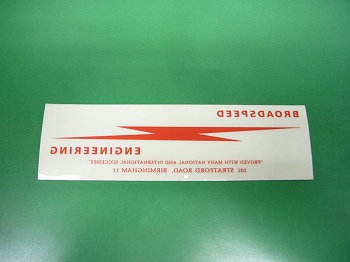 BROADSPEED
ENGINEERING
"PROVED WITH MANY NATIONAL AND INTERNATIONAL SUCCESSES"
101 STRATFORD ROAD, BIRMINGHAM 11